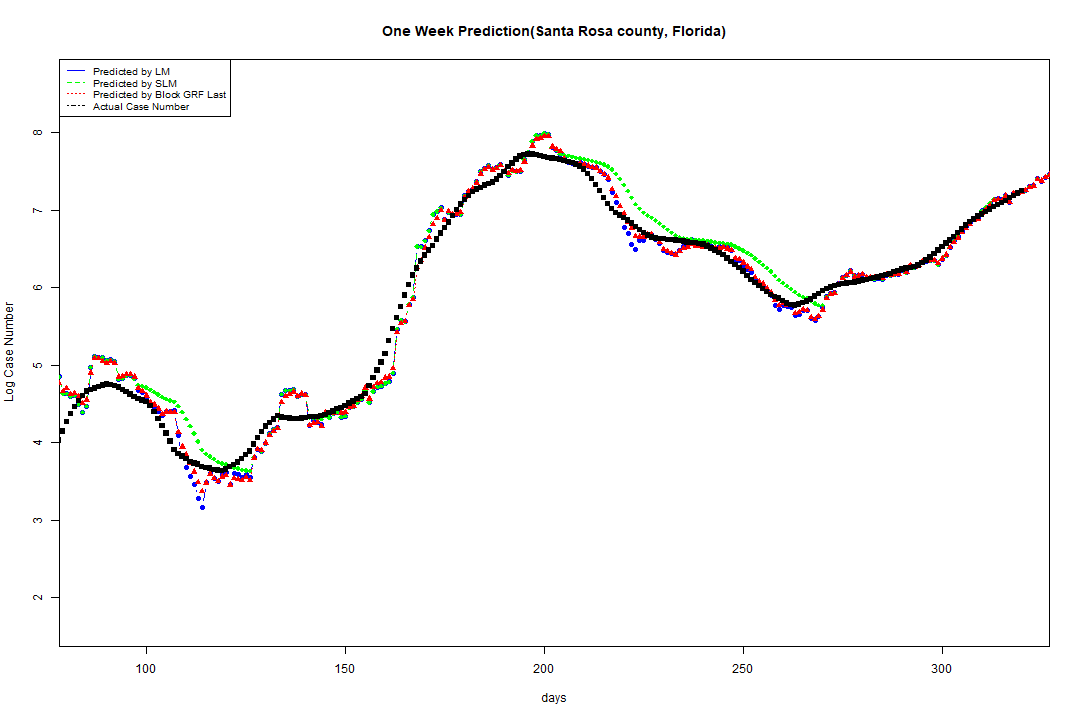 One Week Prediction(Santa Rosa county, Florida)
Predicted by LM
Predicted by SLM
Predicted by Block GRF Last
Actual Case Number
8
7
6
5
4
3
2
Log Case Number
100 150 200 250 300
days